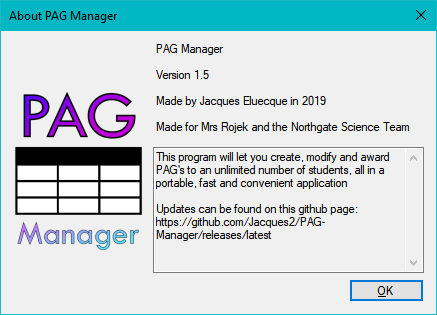 About PAG Manager
PAG Manager
Version 1.5
Made by Jacques Eluecque in 2019
Made for Mrs Rojek and the Northgate Science Team
PAG
Manager
This program will let you create, modify and award
PAG's to an unlimited number of students, all in a
portable, fast and convenient application
Updates can be found on this github page:
https://github.com/Jacques2/PAG-
Manager/releases/latest
OK